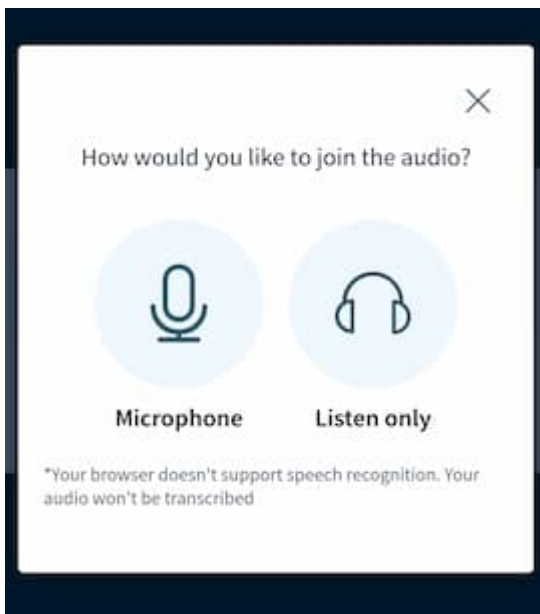 How would you like to join the audio?
Microphone
Listen only
*Your browser doesn't support speech recognition. Your
audio won't be transcribed